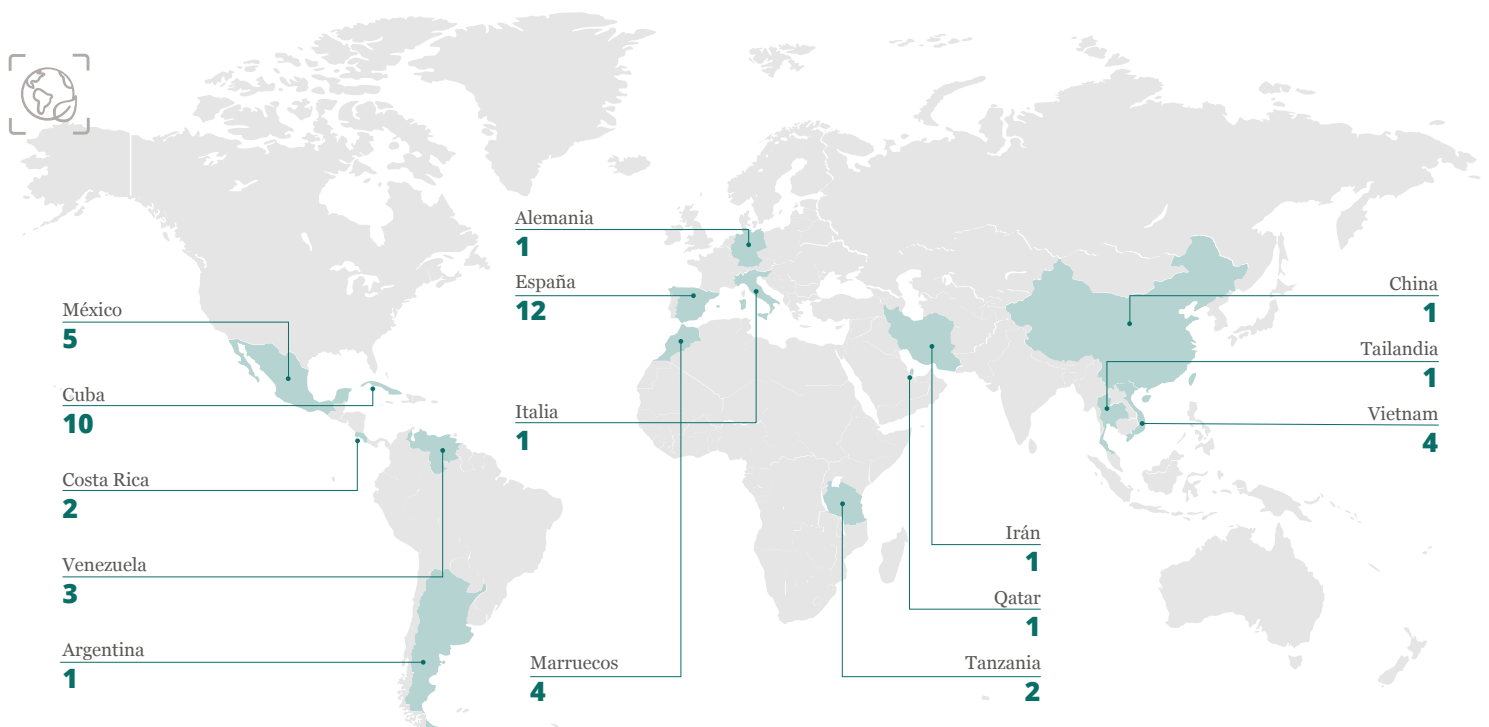 Alemania
1
España
12
Italia
1
México
5
Cuba
10
Costa Rica
2
Venezuela
3
Argentina
1
Marruecos
4
China
1
Tailandia
1
Vietnam
4
Irán
1
Qatar
1
Tanzania
2